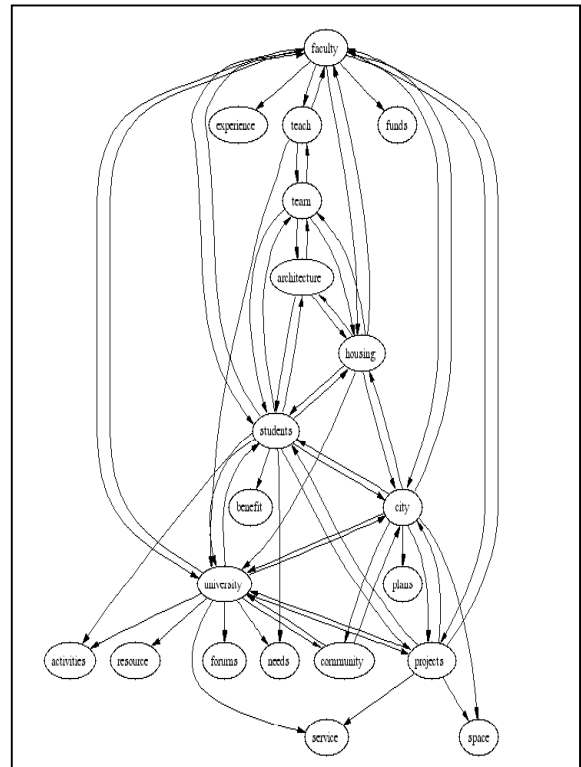 faculty
experience teach funds
team
architecture
housing
students
benefit city
university plans
activities resource forums needs community projects
service space